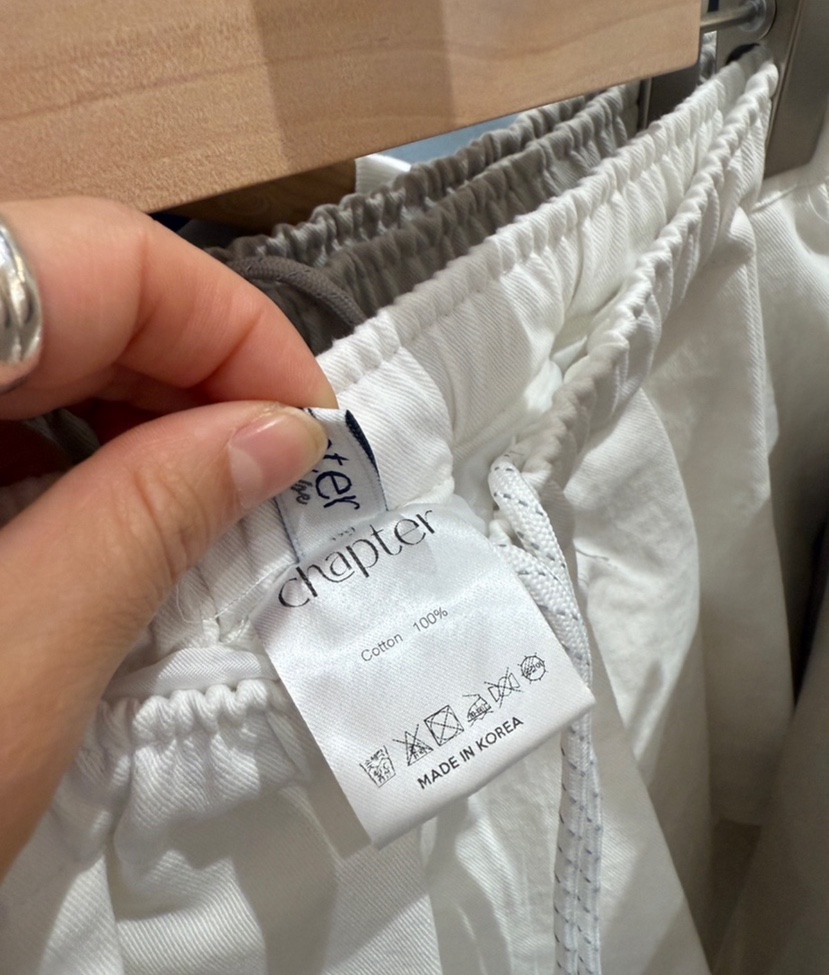 chapter
Cotton 100%
MADE IN KOREA